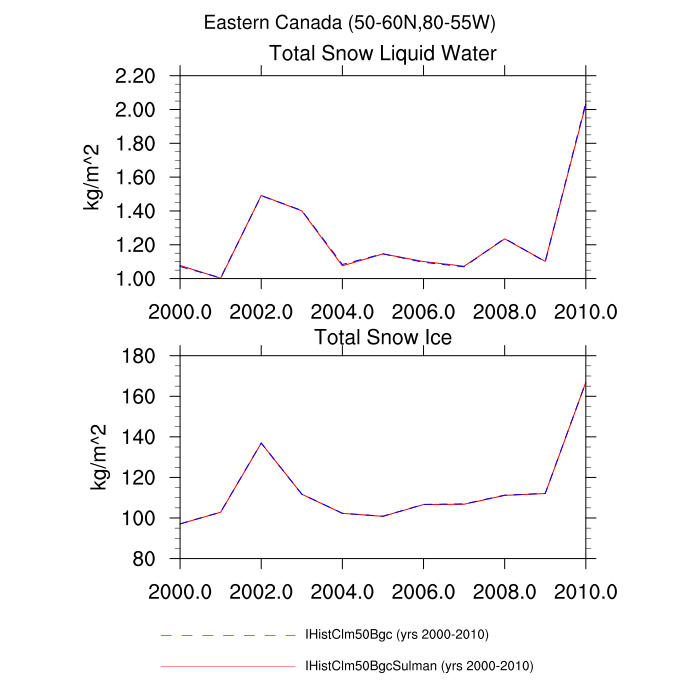 Eastern Canada (50-60N,80-55W)
Total Snow Liquid Water
2.20
2.00
1.80
1.60
1.40
1.20
1.00
kg/m^2
2000.0 2002.0 2004.0 2006.0 2008.0 2010.0
Total Snow Ice
180
160
140
120
100
80
kg/m^2
2000.0 2002.0 2004.0 2006.0 2008.0 2010.0
IHistClm50Bgc (yrs 2000-2010)
IHistClm50BgcSulman (yrs 2000-2010)